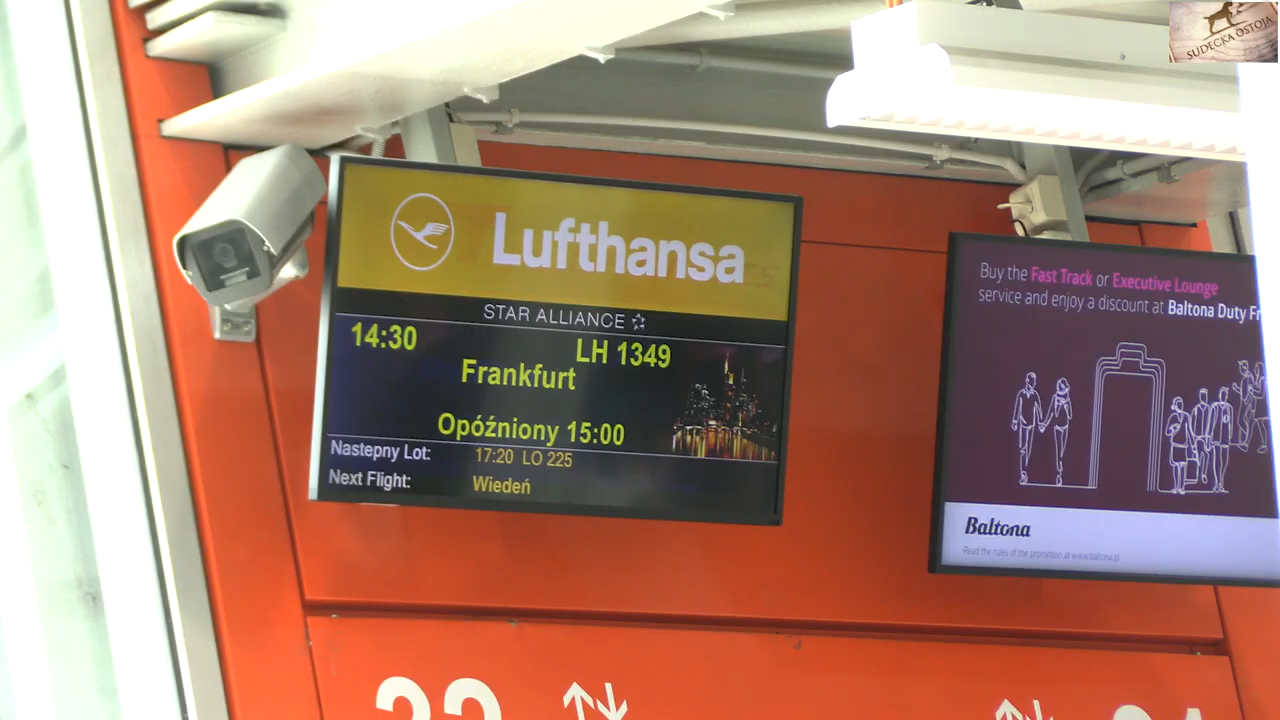 SUDECKA OSTOJA
Lufthansa
STAR ALLIANCE
14:30
LH 1349
Frankfurt
Opóźniony 15:00
Nastepny Lot: 17:20 LO 225
Next Flight: Wiedeń
Buy the Fast Track or Executive Lounge
service and enjoy a discount at Baltona Duty Fr
Baltona
Read the rules of the promotion at www.baltona.pl